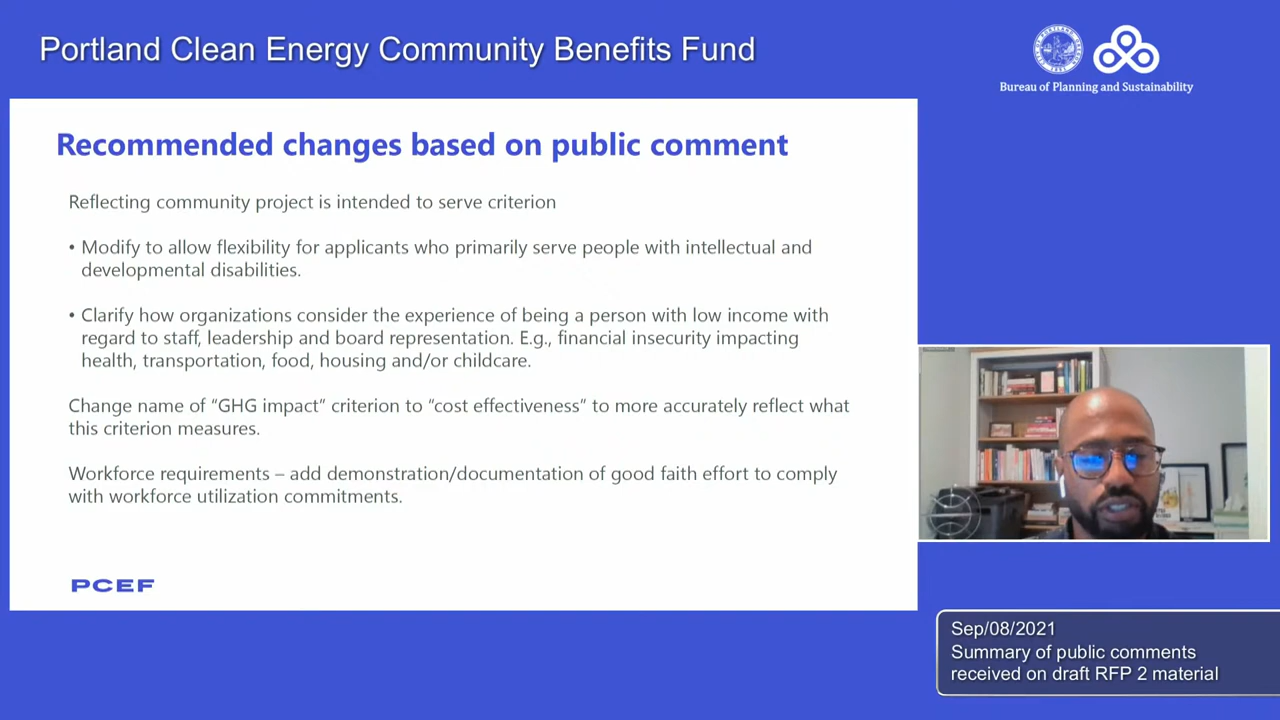 Portland Clean Energy Community Benefits Fund
Bureau of Planning and Sustainability
Recommended changes based on public comment
Reflecting community project is intended to serve criterion
• Modify to allow flexibility for applicants who primarily serve people with intellectual and
developmental disabilities.
• Clarify how organizations consider the experience of being a person with low income with
regard to staff, leadership and board representation. E.g., financial insecurity impacting
health, transportation, food, housing and/or childcare.
Change name of “GHG impact” criterion to “cost effectiveness” to more accurately reflect what
this criterion measures.
Workforce requirements – add demonstration/documentation of good faith effort to comply
with workforce utilization commitments.
PCEF
Sep/08/2021
Summary of public comments
received on draft RFP 2 material